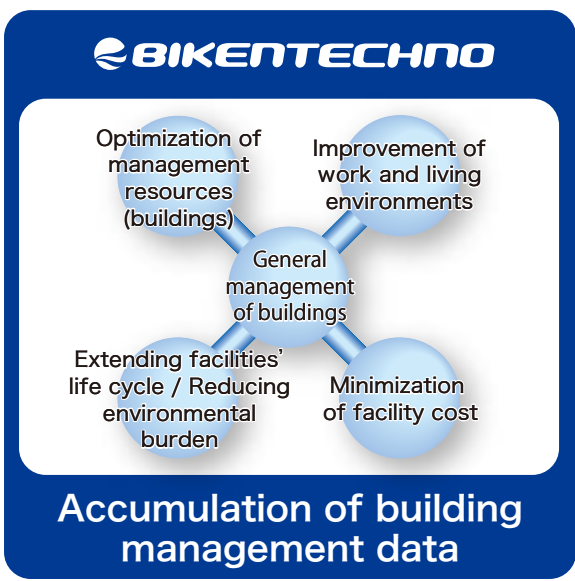 BIKENTECHNO
Optimization of
management
resources
(buildings)
Improvement of
work and living
environments
General
management
of buildings
Extending facilities’
life cycle / Reducing
environmental
burden
Minimization
of facility cost
Accumulation of building
management data